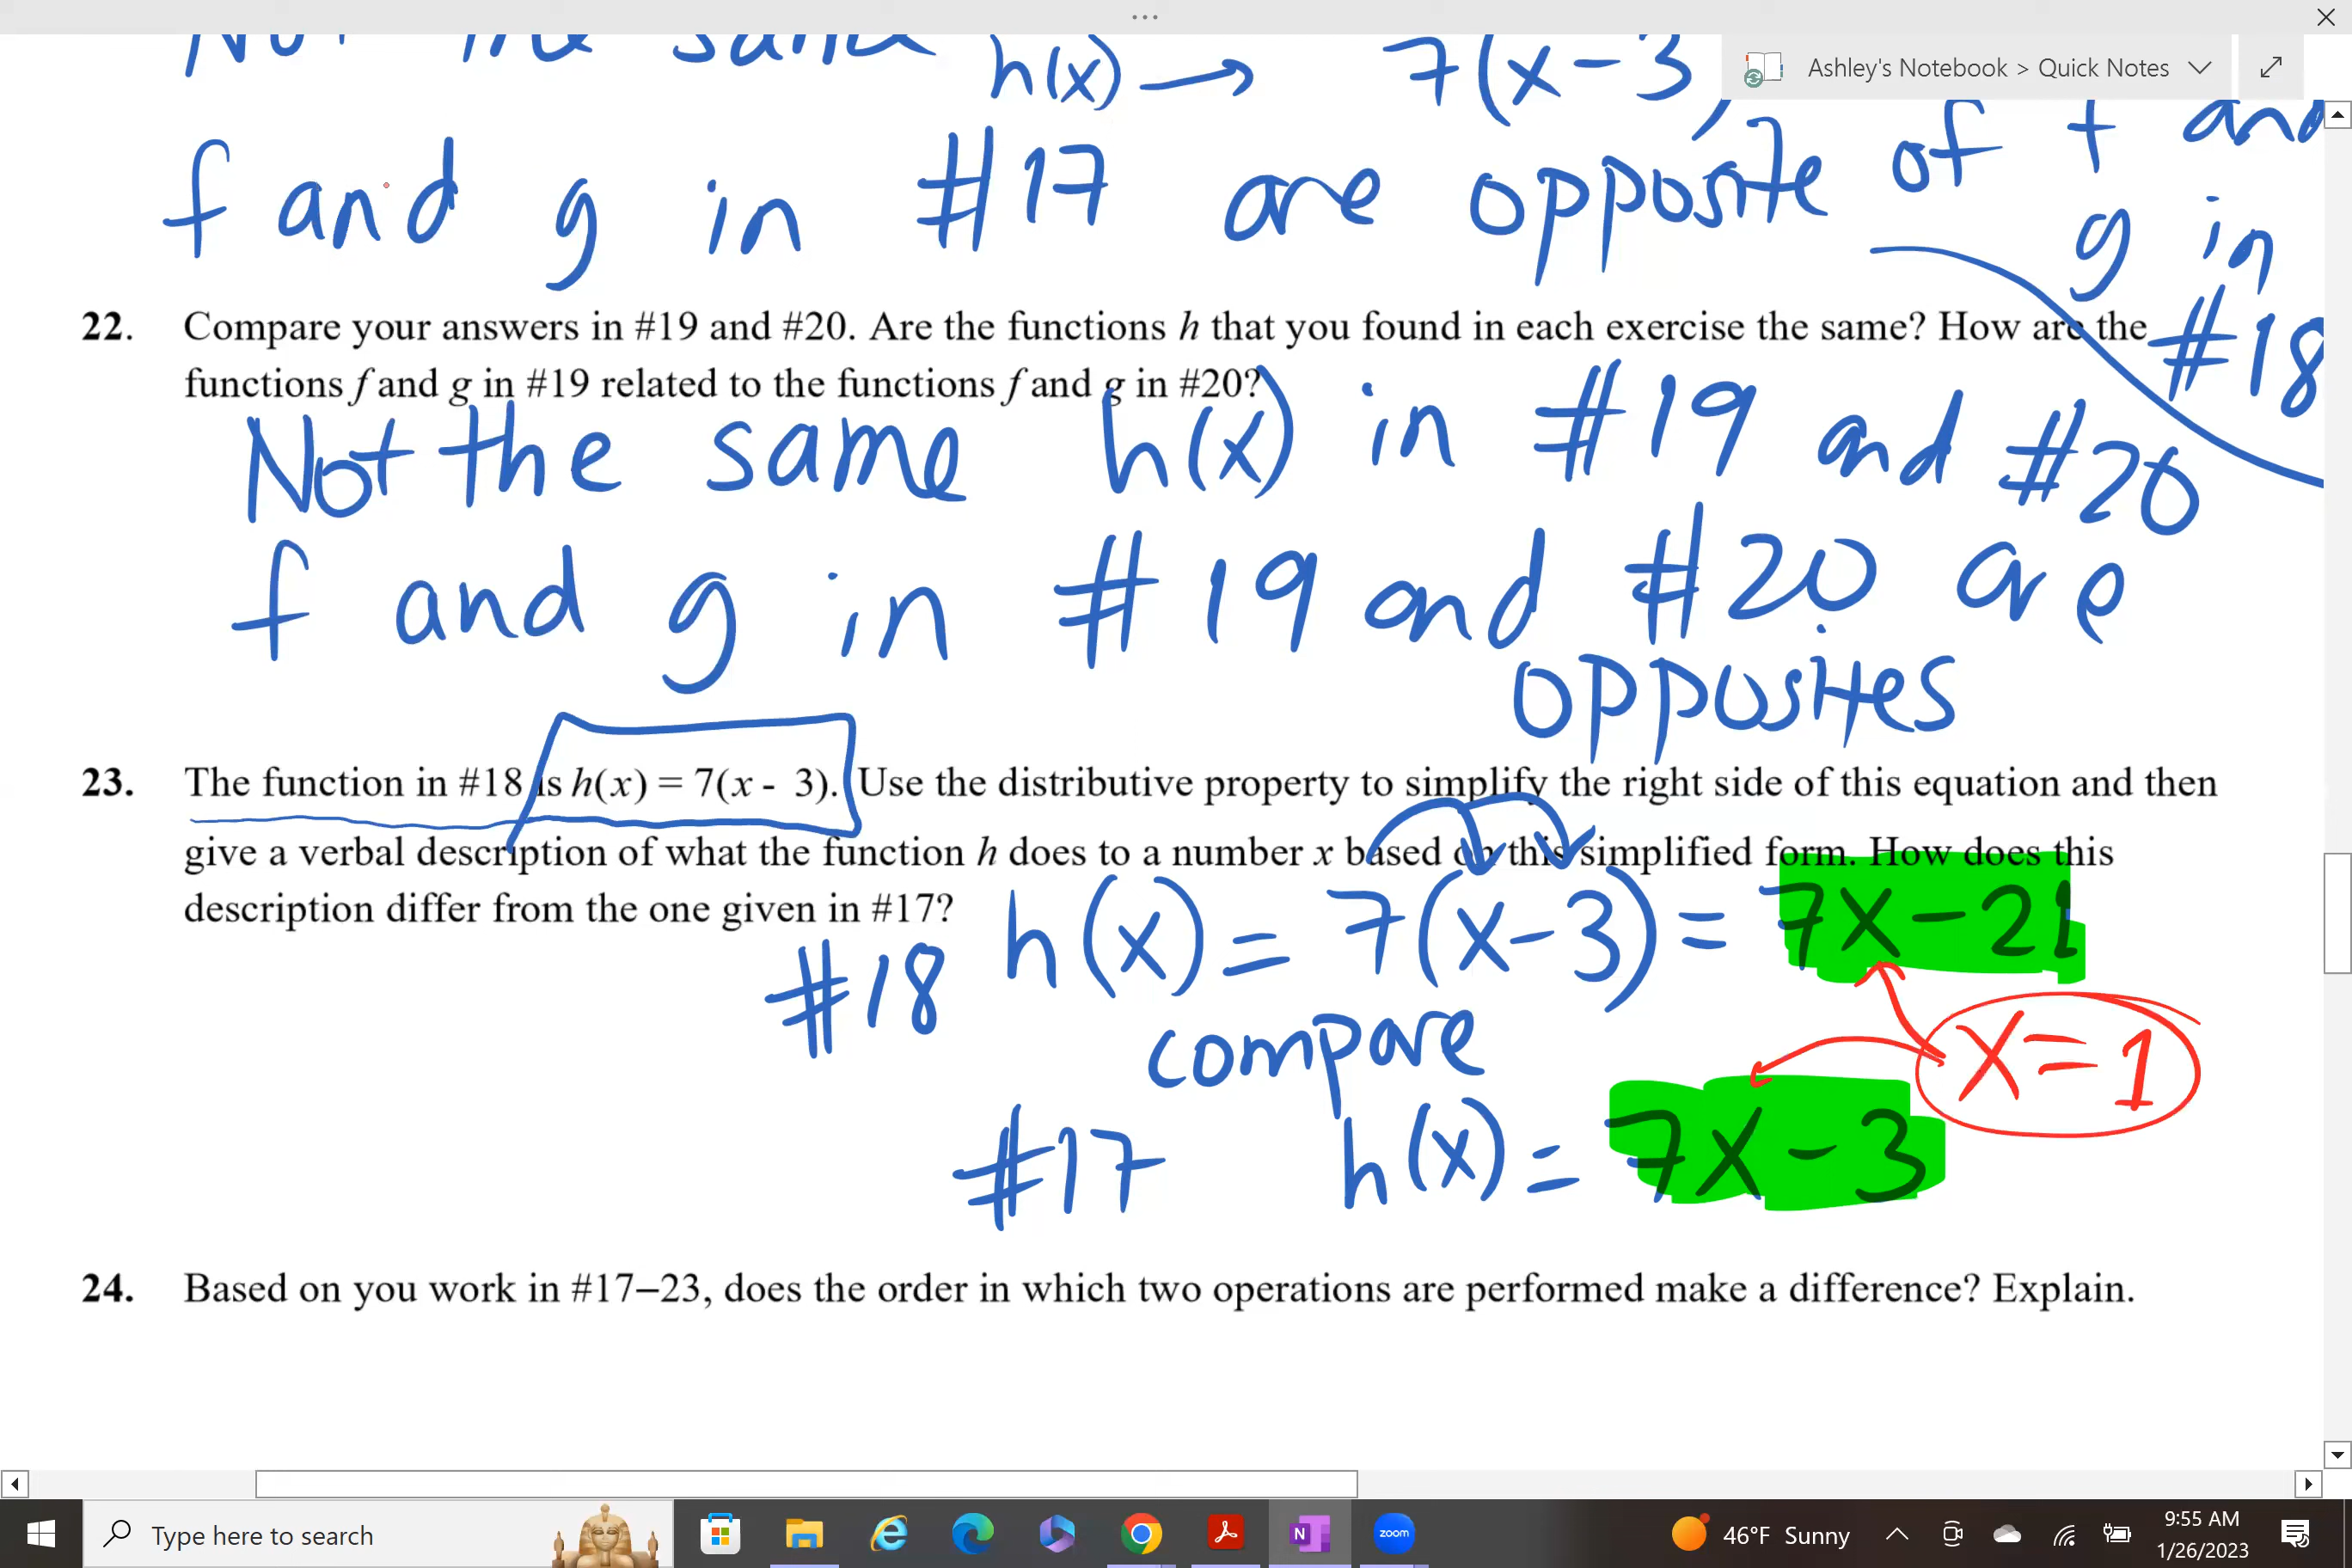 Ashley's Notebook > Quick Notes
Not the same h(x) → 7(x-3)
f and g in #17 are opposite of f and
g in
#18
22. Compare your answers in #19 and #20. Are the functions h that you found in each exercise the same? How are the
functions f and g in #19 related to the functions f and g in #20?
Not the same h(x) in #19 and #20
f and g in #19 and #20 are
opposites
23. The function in #18 is h(x) = 7(x - 3). Use the distributive property to simplify the right side of this equation and then
give a verbal description of what the function h does to a number x based on this simplified form. How does this
description differ from the one given in #17?
#18 h(x) = 7(x-3) = 7x-21
compare
x=1
#17 h(x) = 7x-3
24. Based on you work in #17–23, does the order in which two operations are performed make a difference? Explain.
Type here to search
zoom
N
46°F Sunny
9:55 AM
1/26/2023